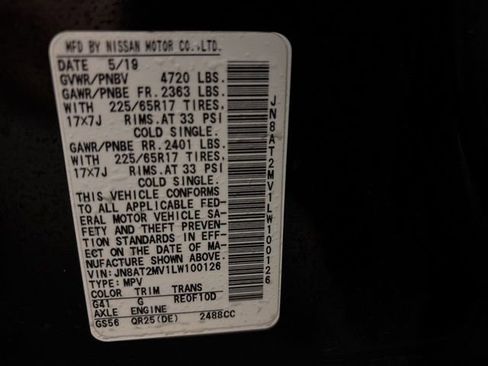 MFD BY NISSAN MOTOR CO.,LTD.
DATE 5/19
GVWR/PNBV 4720 LBS.
GAWR/PNBE FR. 2363 LBS.
WITH 225/65R17 TIRES,
17X7J RIMS.AT 33 PSI
COLD SINGLE.
GAWR/PNBE RR. 2401 LBS.
WITH 225/65R17 TIRES,
17X7J RIMS.AT 33 PSI
COLD SINGLE.
THIS VEHICLE CONFORMS
TO ALL APPLICABLE FED-
ERAL MOTOR VEHICLE SA-
FETY AND THEFT PREVEN-
TION STANDARDS IN EFF-
ECT ON THE DATE OF MA-
NUFACTURE SHOWN ABOVE.
VIN: JN8AT2MV1LW100126
TYPE: MPV
COLOR TRIM TRANS
G41 G RE0F10D
AXLE ENGINE
GS56 QR25(DE) 2488CC
JN8AT2MV1LW100126